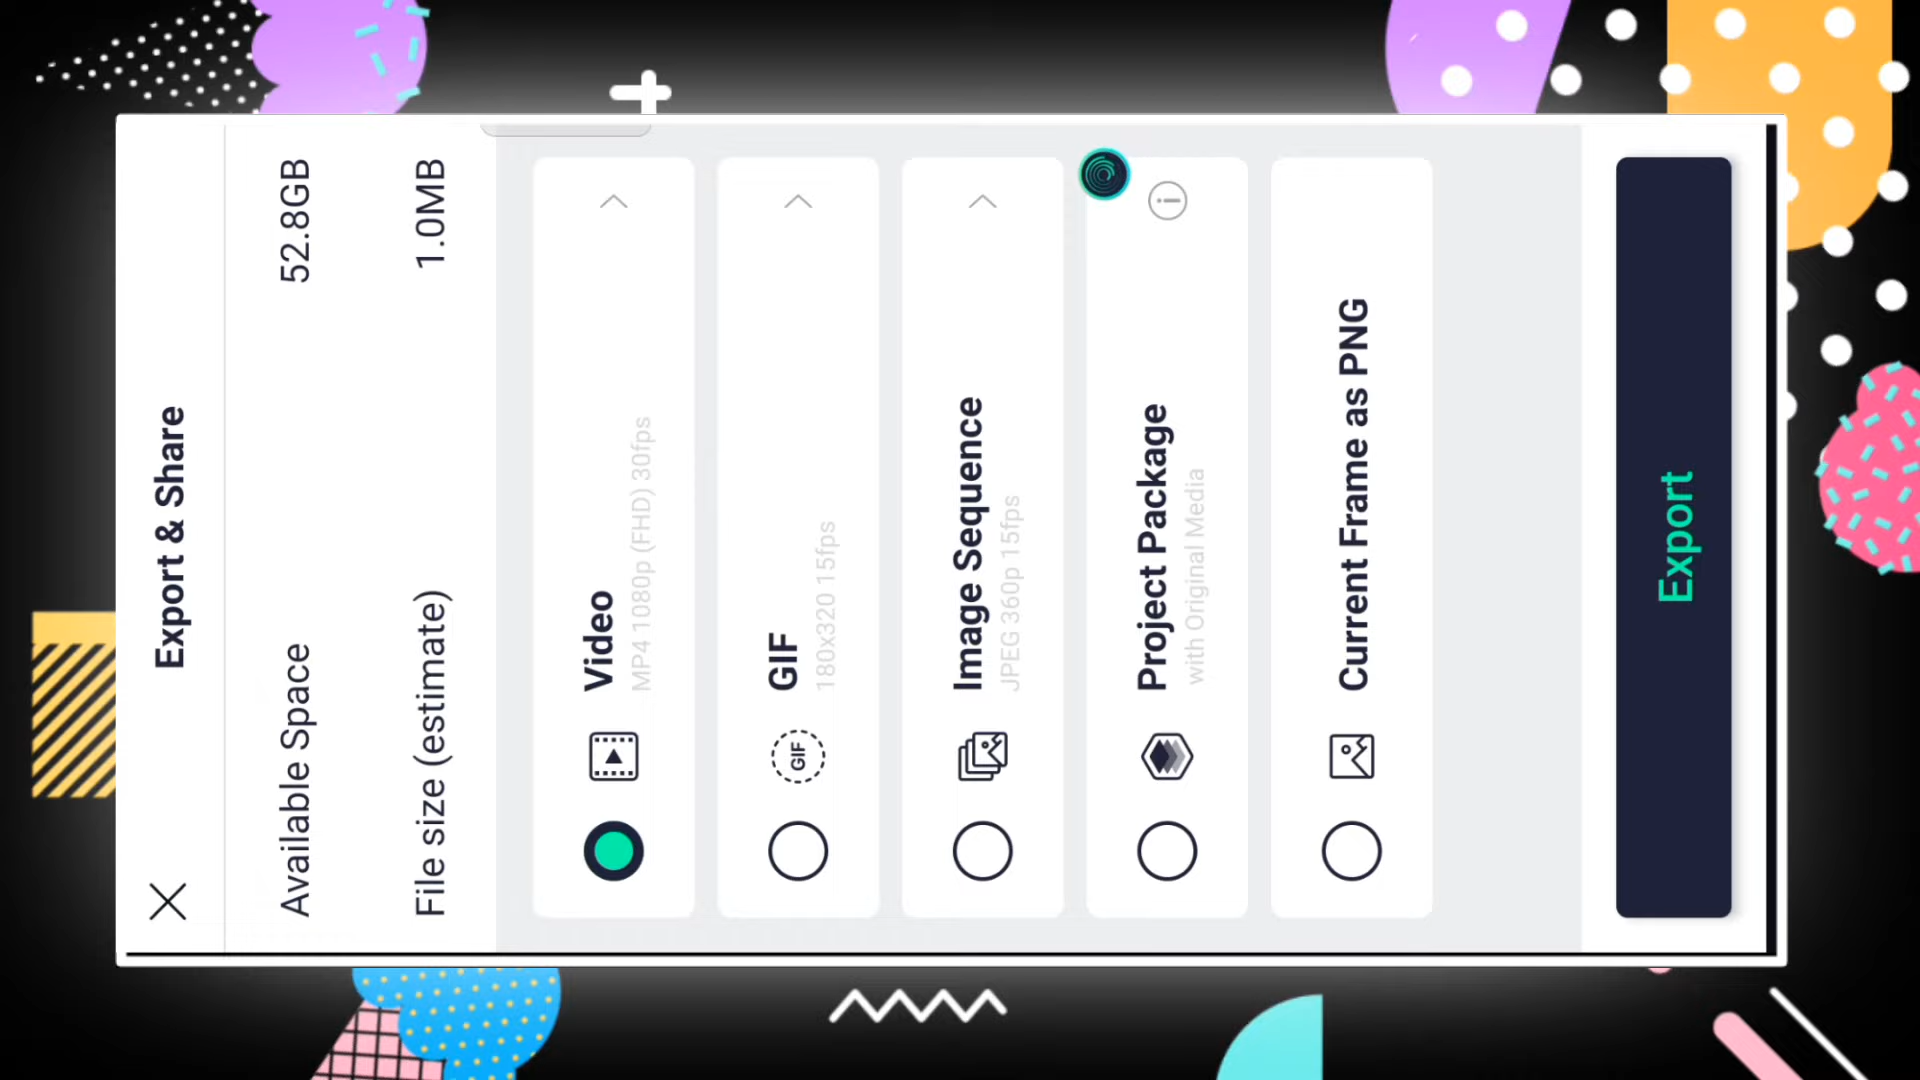 Export & Share
Available Space 52.8GB
File size (estimate) 1.0MB
Video
MP4 1080p (FHD) 30fps
GIF
GIF
180x320 15fps
Image Sequence
JPEG 360p 15fps
Project Package
with Original Media
Current Frame as PNG
Export